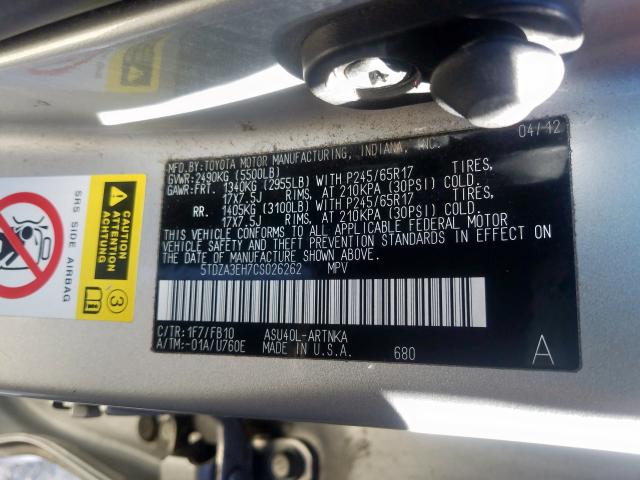 04/12
MFD.BY:TOYOTA MOTOR MANUFACTURING, INDIANA, INC.
GVWR:2490KG (5500LB)
GAWR:FRT. 1340KG (2955LB) WITH P245/65R17 TIRES,
17X7.5J RIMS, AT 210KPA (30PSI) COLD
RR. 1405KG (3100LB) WITH P245/65R17 TIRES,
17X7.5J RIMS, AT 210KPA (30PSI) COLD
THIS VEHICLE CONFORMS TO ALL APPLICABLE FEDERAL MOTOR
VEHICLE SAFETY AND THEFT PREVENTION STANDARDS IN EFFECT ON
THE DATE OF MANUFACTURE SHOWN ABOVE.
5TDZA3EH7CS026262 MPV
C/TR:1F7/FB10 ASU40L-ARTNKA
A/TM:-01A/U760E MADE IN U.S.A. 680 A
SRS SIDE AIRBAG
CAUTION
ATTENTION
ACHTUNG
3